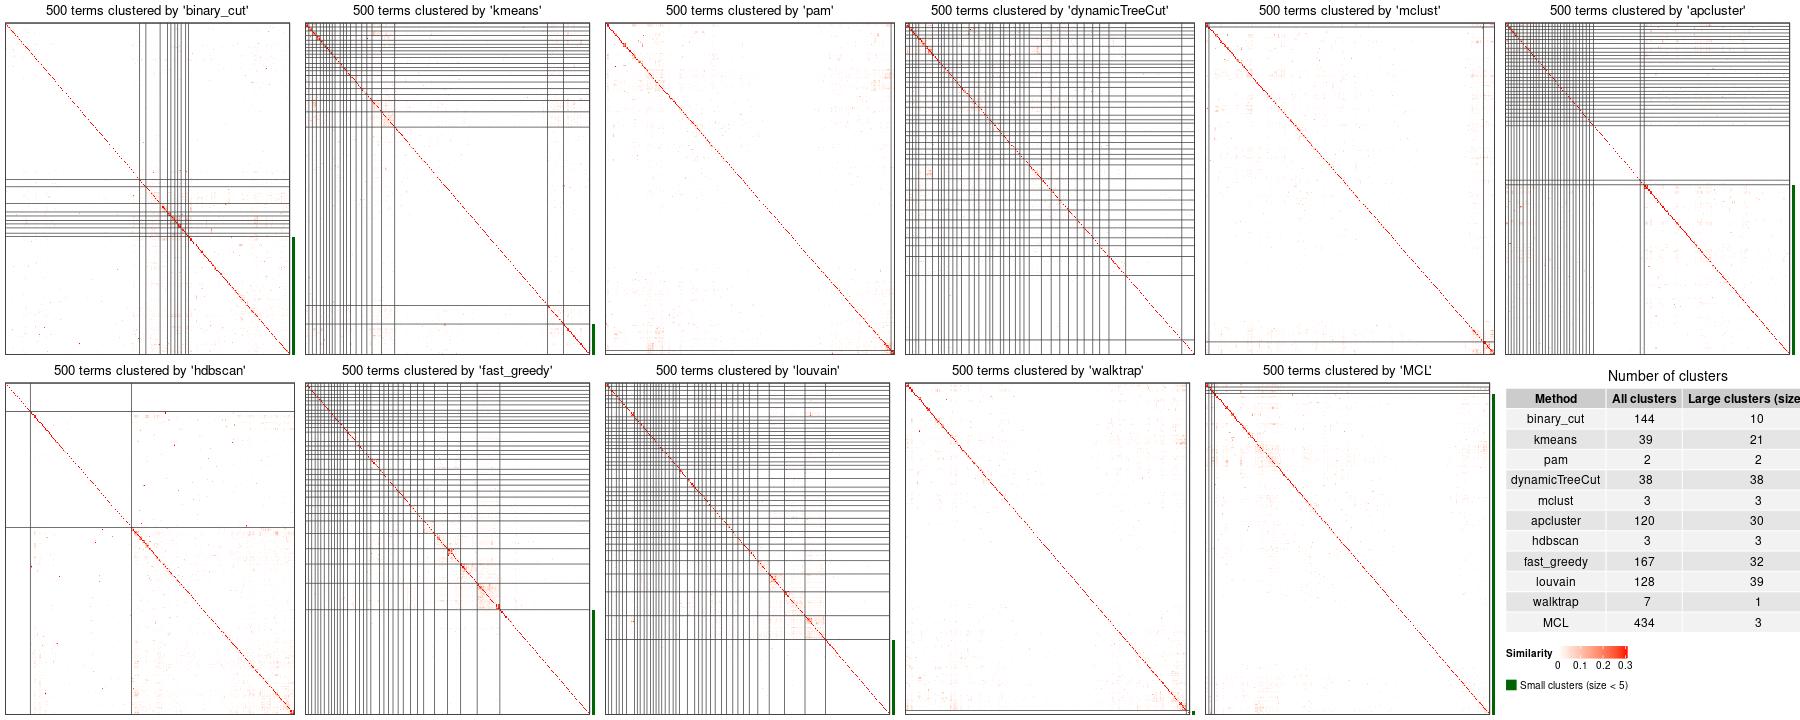 500 terms clustered by 'binary_cut'
500 terms clustered by 'kmeans'
500 terms clustered by 'pam'
500 terms clustered by 'dynamicTreeCut'
500 terms clustered by 'mclust'
500 terms clustered by 'apcluster'
500 terms clustered by 'hdbscan'
500 terms clustered by 'fast_greedy'
500 terms clustered by 'louvain'
500 terms clustered by 'walktrap'
500 terms clustered by 'MCL'
Number of clusters
Method All clusters Large clusters (size
binary_cut 144 10
kmeans 39 21
pam 2 2
dynamicTreeCut 38 38
mclust 3 3
apcluster 120 30
hdbscan 3 3
fast_greedy 167 32
louvain 128 39
walktrap 7 1
MCL 434 3
Similarity
0 0.1 0.2 0.3
Small clusters (size < 5)